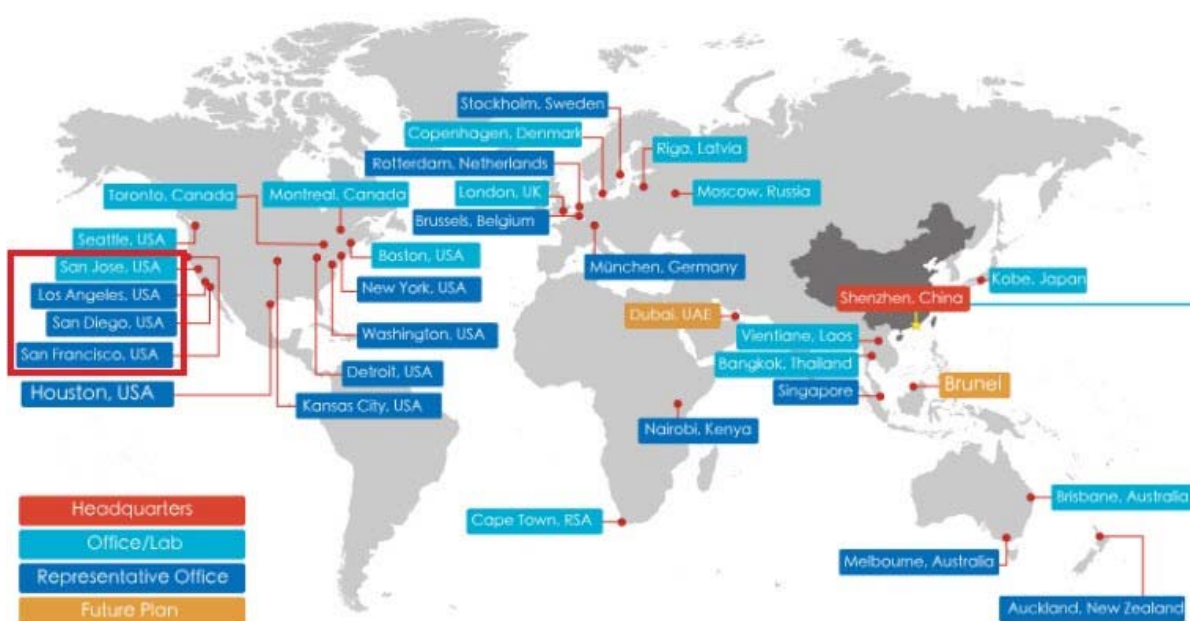 Stockholm, Sweden
Copenhagen, Denmark
Riga, Latvia
Rotterdam, Netherlands
Toronto, Canada
Montreal, Canada
London, UK
Moscow, Russia
Brussels, Belgium
Seattle, USA
Boston, USA
San Jose, USA
München, Germany
Kobe, Japan
Los Angeles, USA
New York, USA
Shenzhen, China
Dubai, UAE
San Diego, USA
Washington, USA
Vientiane, Laos
San Francisco, USA
Bangkok, Thailand
Detroit, USA
Houston, USA
Singapore
Brunei
Kansas City, USA
Nairobi, Kenya
Headquarters
Brisbane, Australia
Cape Town, RSA
Office/Lab
Melbourne, Australia
Representative Office
Auckland, New Zealand
Future Plan